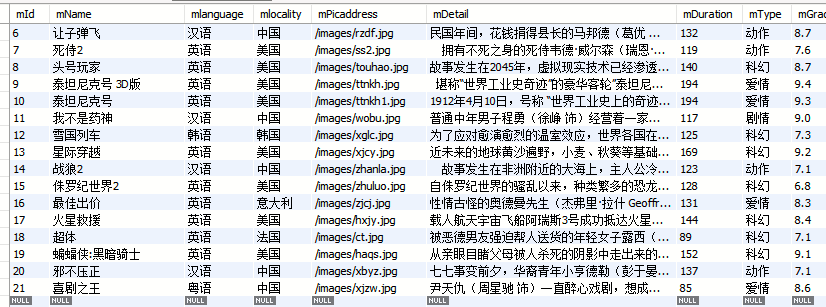 mId mName mlanguage mlocality mPicaddress mDetail mDuration mType mGrad
6 让子弹飞 汉语 中国 /images/rzdf.jpg 民国年间，花钱捐得县长的马邦德（葛优 ... 132 动作 8.7
7 死侍2 英语 美国 /images/ss2.jpg 拥有不死之身的死侍韦德·威尔森（瑞恩·... 119 动作 7.6
8 头号玩家 英语 美国 /images/touhao.jpg 故事发生在2045年，虚拟现实技术已经渗透... 140 科幻 8.7
9 泰坦尼克号 3D版 英语 美国 /images/ttnkh.jpg 堪称“世界工业史奇迹”的豪华客轮“泰坦尼... 194 爱情 9.4
10 泰坦尼克号 英语 美国 /images/ttnkh1.jpg 1912年4月10日，号称 “世界工业史上的奇迹... 194 爱情 9.3
11 我不是药神 汉语 中国 /images/wobu.jpg 普通中年男子程勇（徐峥 饰）经营着一家... 117 剧情 9.0
12 雪国列车 韩语 韩国 /images/xglc.jpg 为了应对愈演愈烈的温室效应，世界各国在... 125 科幻 7.3
13 星际穿越 英语 美国 /images/xjcy.jpg 近未来的地球黄沙遍野，小麦、秋葵等基础... 169 科幻 9.2
14 战狼2 汉语 中国 /images/zhanla.jpg 故事发生在非洲附近的大海上，主人公冷... 123 动作 7.1
15 侏罗纪世界2 英语 美国 /images/zhuluo.jpg 自侏罗纪世界的骚乱以来，种类繁多的恐龙... 128 科幻 6.8
16 最佳出价 英语 意大利 /images/zjcj.jpg 性情古怪的奥德曼（杰弗里·拉什 Geoffr... 131 爱情 8.3
17 火星救援 英语 美国 /images/hxjy.jpg 载人航天宇宙飞船阿瑞斯3号成功抵达火星... 144 科幻 8.4
18 超体 英语 法国 /images/ct.jpg 被恶德男友强迫帮人送货的年轻女子露西（... 89 科幻 7.1
19 蝙蝠侠:黑暗骑士 英语 美国 /images/haqs.jpg 从亲眼目睹父母被人杀死的阴影中走出来的... 152 科幻 9.1
20 邪不压正 汉语 中国 /images/xbyz.jpg 七七事变前夕，华裔青年小亨德勒（彭于晏... 137 动作 7.1
21 喜剧之王 粤语 中国 /images/xjzw.jpg 尹天仇（周星驰 饰）一直醉心戏剧，想成... 85 爱情 8.6
NULL NULL NULL NULL NULL NULL NULL NULL NULL